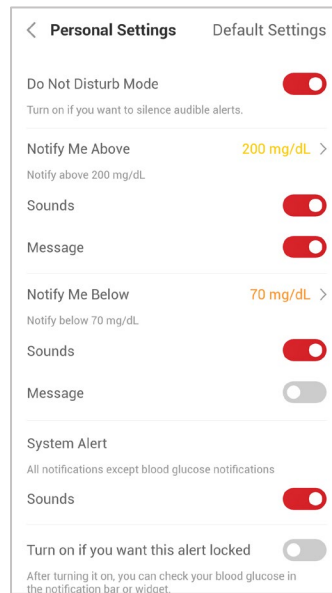 Personal Settings Default Settings
Do Not Disturb Mode
Turn on if you want to silence audible alerts.
Notify Me Above 200 mg/dL >
Notify above 200 mg/dL
Sounds
Message
Notify Me Below 70 mg/dL >
Notify below 70 mg/dL
Sounds
Message
System Alert
All notifications except blood glucose notifications
Sounds
Turn on if you want this alert locked
After turning it on, you can check your blood glucose in
the notification bar or widget.